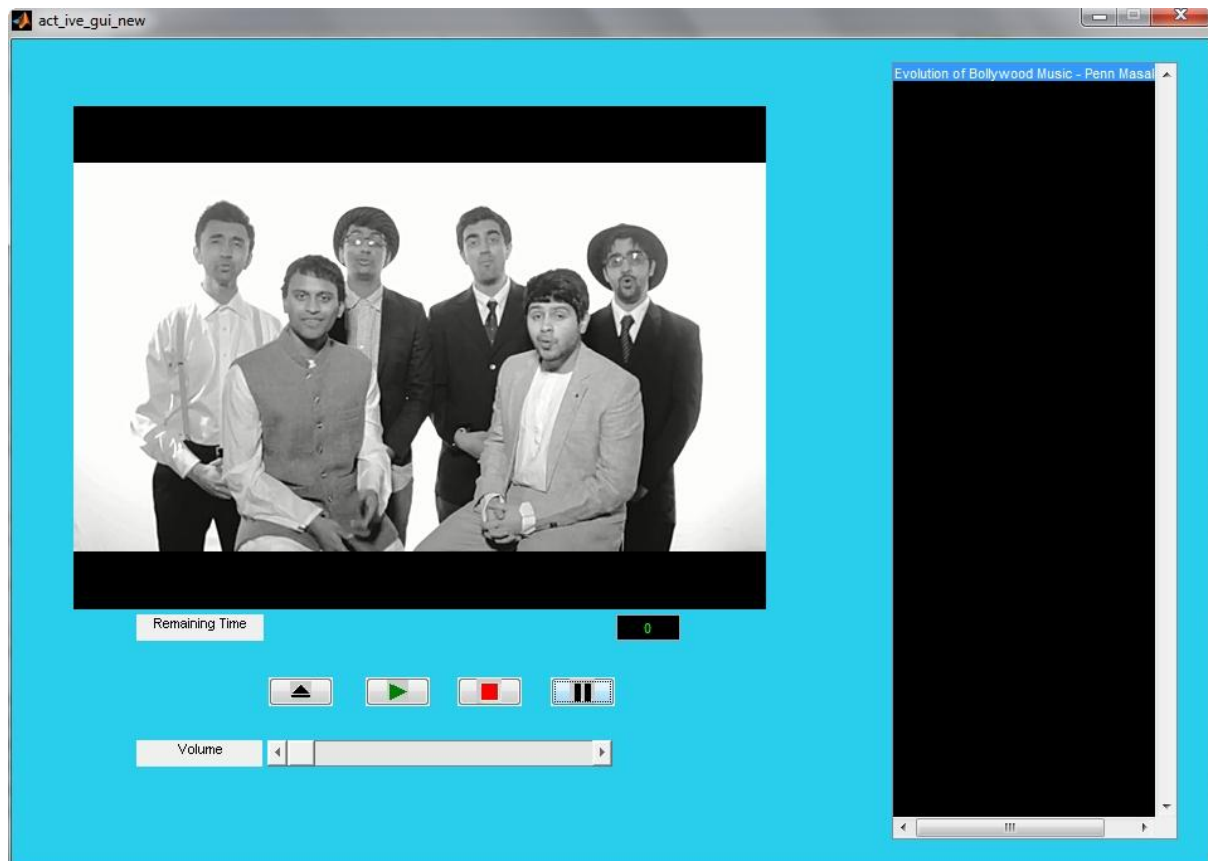 act_ive_gui_new
Evolution of Bollywood Music - Penn Masal
Remaining Time
0
Volume